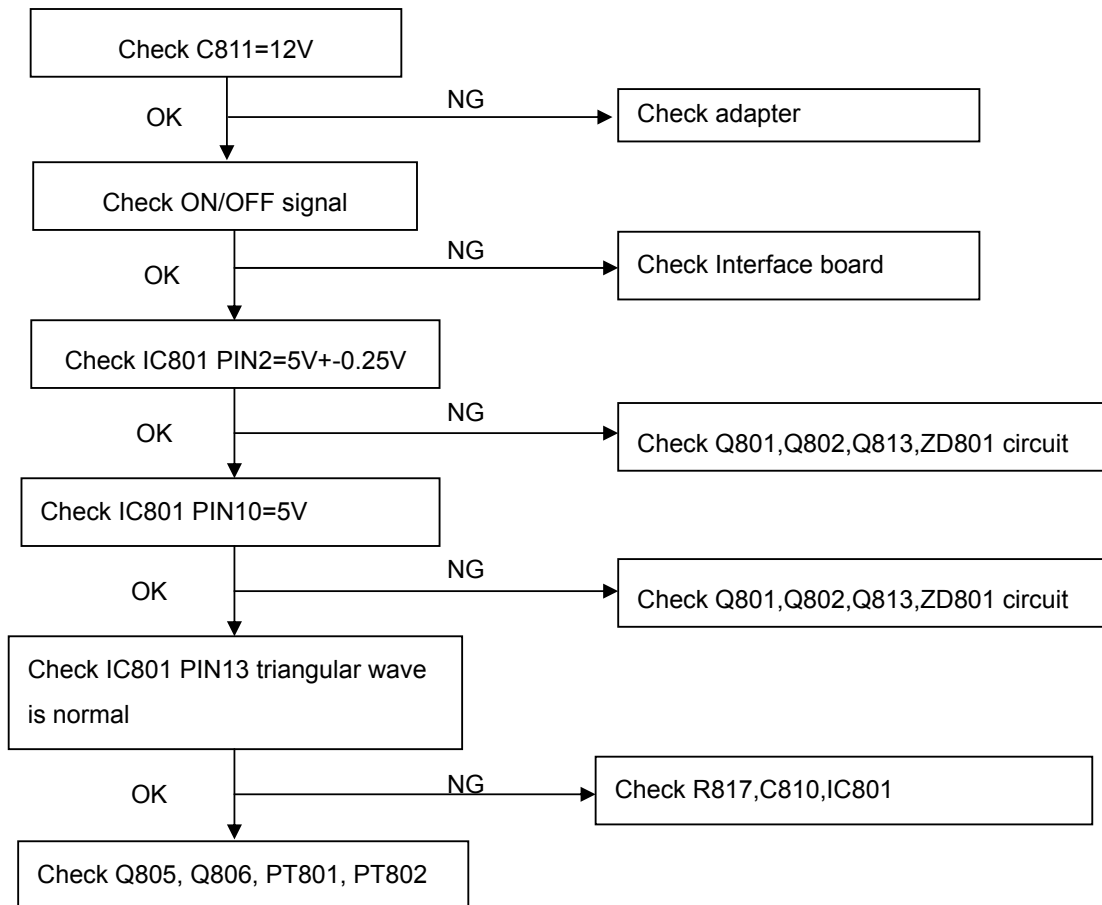 Check C811=12V
NG
OK
Check adapter
Check ON/OFF signal
NG
OK
Check Interface board
Check IC801 PIN2=5V+-0.25V
NG
OK
Check Q801,Q802,Q813,ZD801 circuit
Check IC801 PIN10=5V
NG
OK
Check Q801,Q802,Q813,ZD801 circuit
Check IC801 PIN13 triangular wave
is normal
NG
OK
Check R817,C810,IC801
Check Q805, Q806, PT801, PT802